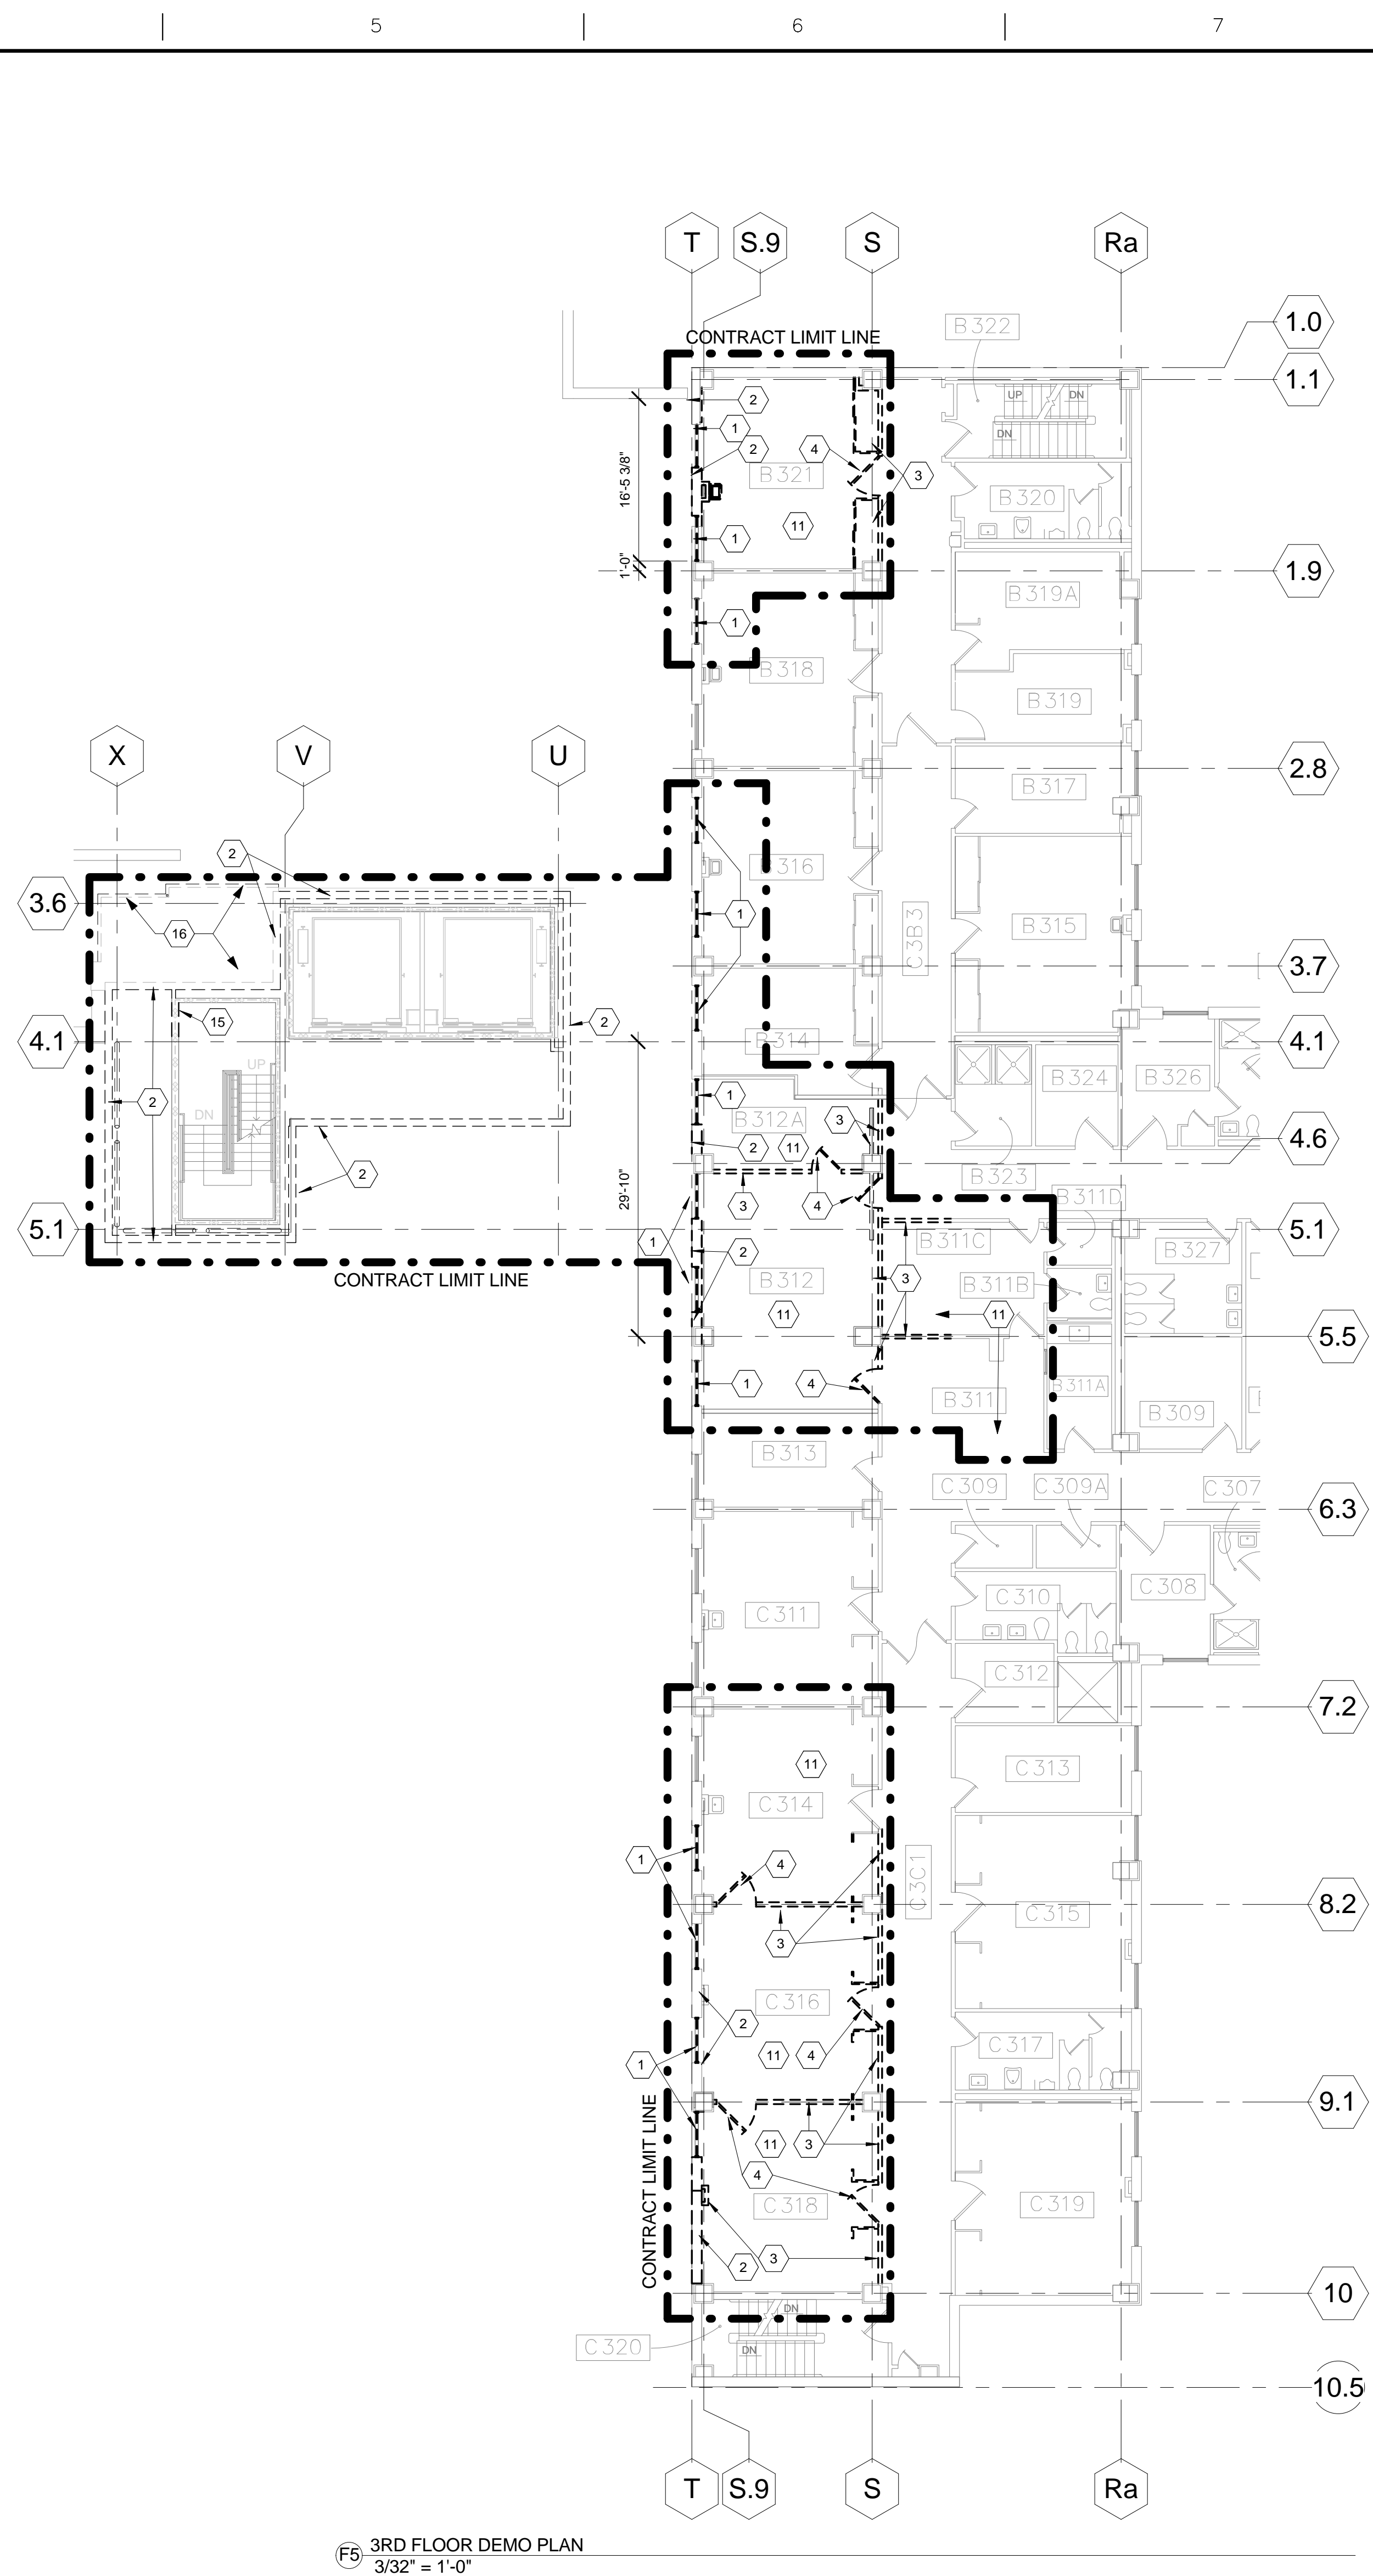 5 6 7
T S.9 S Ra
1.0
B322
CONTRACT LIMIT LINE
1.1
UP DN
2
1
DN
2 4
B321 3
16'-5 3/8"
B320
11
1
1'-0"
1.9
B319A
1
B318
B319
X V U
2.8
B317
2
B316
3.6
1
16
B315
C3B3
3.7
15 2
4.1
B314
4.1
UP
B324 B326
2
1
DN
B312A 3
2 11
4.6
2
B323
3 4
B311D
29'-10"
5.1
1 2
B311C
B327
5.1
CONTRACT LIMIT LINE
B312
3
B311B
11
11
5.5
1 4
B311A
B311
B309
B313
C309 C309A C307
6.3
C310
C308
C311
C312
7.2
11
C313
C314
1
4
C3C1
8.2
C315
3
C316
2
C317
11 4
1
9.1
11 3
4
C318
C319
CONTRACT LIMIT LINE
3
2
10
DN
C320
DN
10.5
T S.9 S Ra
F5 3RD FLOOR DEMO PLAN
3/32" = 1'-0"